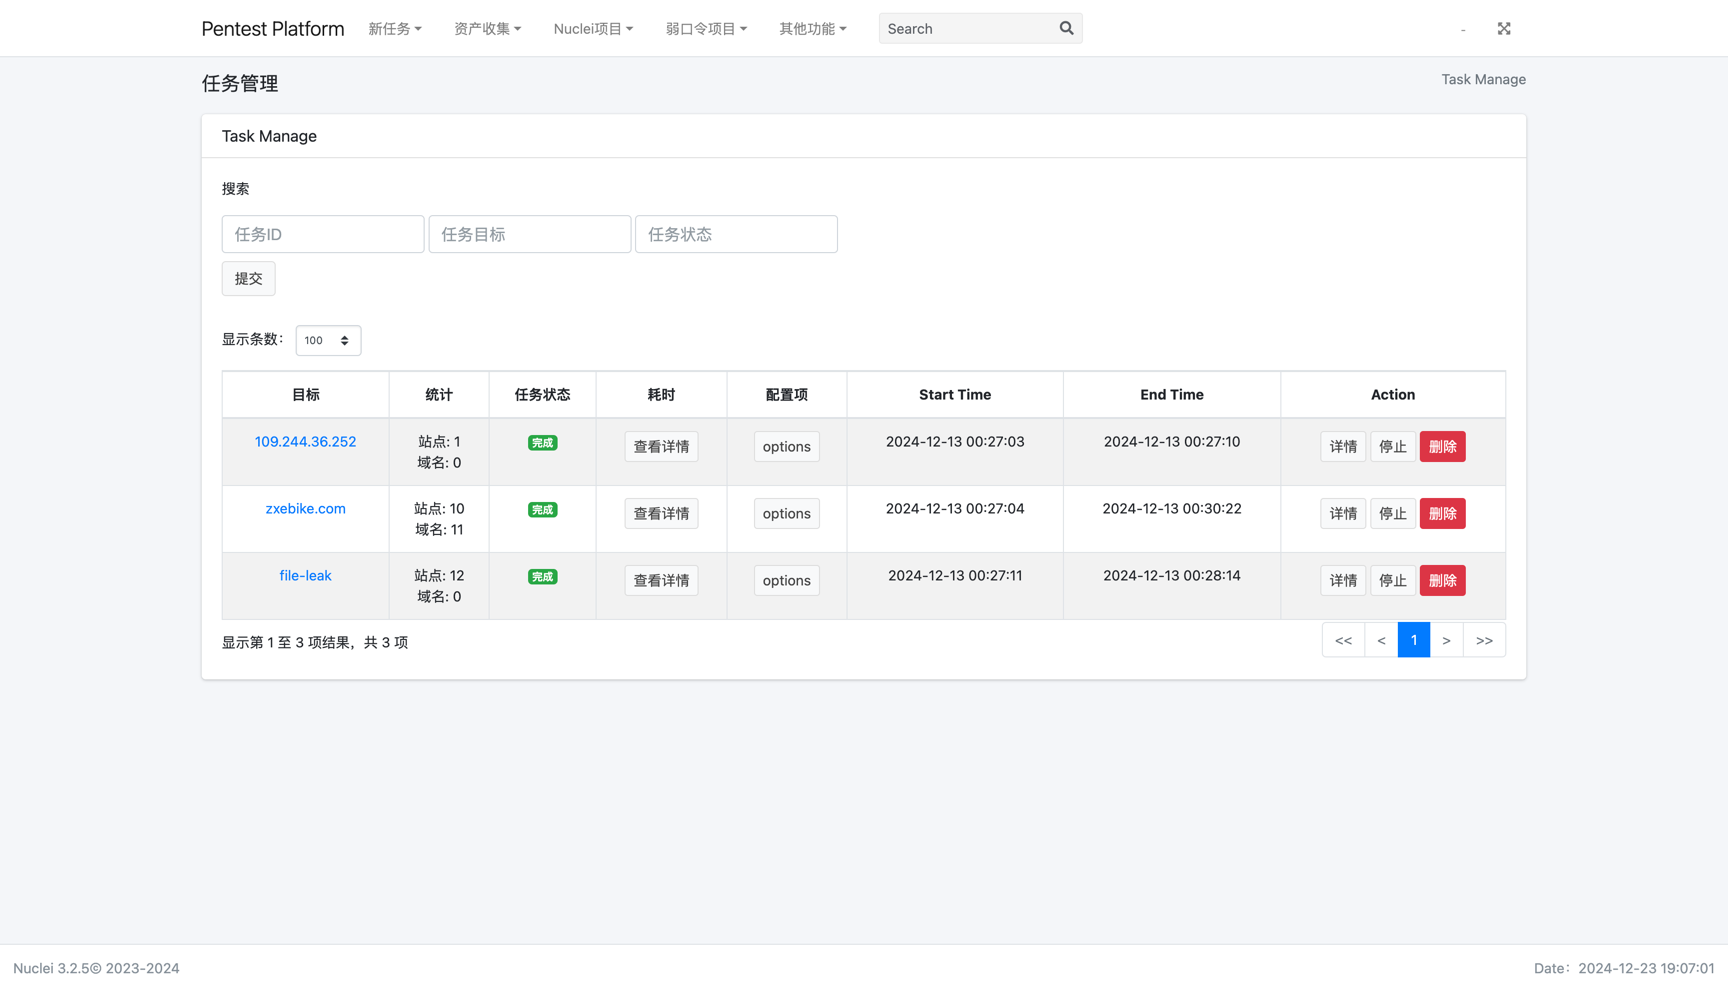 Pentest Platform 新任务 资产收集 Nuclei项目 弱口令项目 其他功能 Search -
任务管理 Task Manage
Task Manage
搜索
任务ID 任务目标 任务状态
提交
显示条数： 100
目标 统计 任务状态 耗时 配置项 Start Time End Time Action
109.244.36.252 站点: 1 完成 查看详情 options 2024-12-13 00:27:03 2024-12-13 00:27:10 详情 停止 删除
域名: 0
zxebike.com 站点: 10 完成 查看详情 options 2024-12-13 00:27:04 2024-12-13 00:30:22 详情 停止 删除
域名: 11
file-leak 站点: 12 完成 查看详情 options 2024-12-13 00:27:11 2024-12-13 00:28:14 详情 停止 删除
域名: 0
显示第 1 至 3 项结果，共 3 项 << < 1 > >>
Nuclei 3.2.5© 2023-2024 Date：2024-12-23 19:07:01